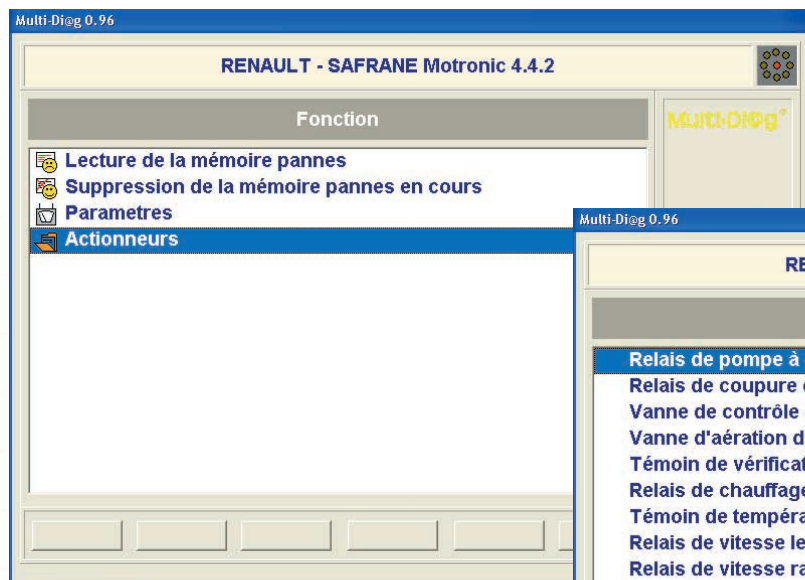 Multi-Di@g 0.96
RENAULT - SAFRANE Motronic 4.4.2
Fonction
Multi-Di@g
Lecture de la mémoire pannes
Suppression de la mémoire pannes en cours
Parametres
Actionneurs
Multi-Di@g 0.96
RE
Relais de pompe à
Relais de coupure
Vanne de contrôle
Vanne d'aération d
Témoin de vérificat
Relais de chauffage
Témoin de tempéra
Relais de vitesse le
Relais de vitesse ra